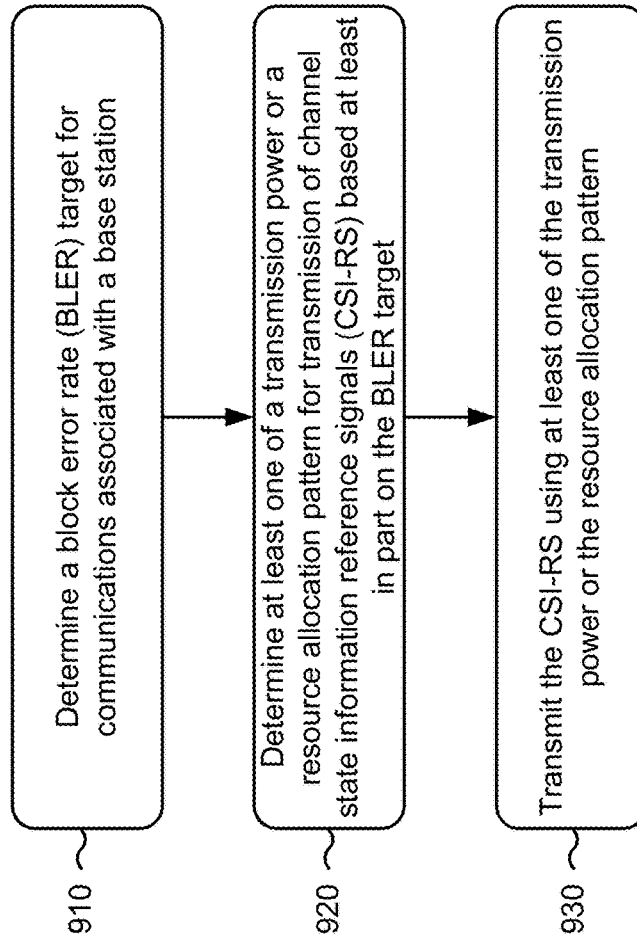 910
Determine a block error rate (BLER) target for
communications associated with a base station
920
Determine at least one of a transmission power or a
resource allocation pattern for transmission of channel
state information reference signals (CSI-RS) based at least
in part on the BLER target
930
Transmit the CSI-RS using at least one of the transmission
power or the resource allocation pattern